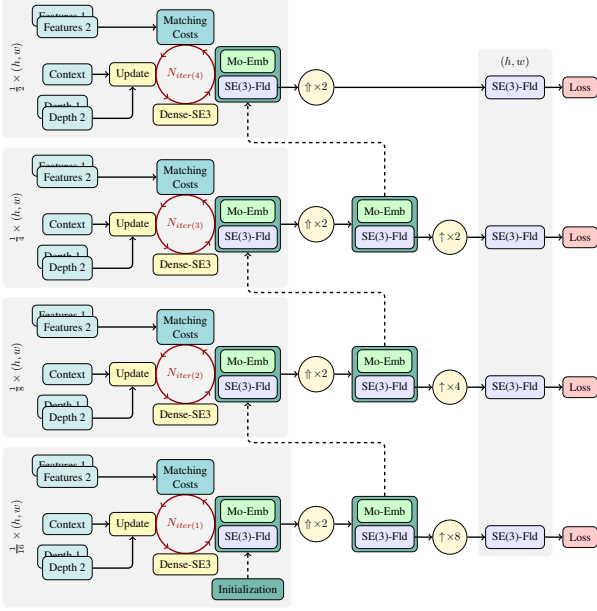 Features 1
Features 2
Matching
Costs
1/2 × (h, w)
Context
Update
N_iter(4)
Mo-Emb
SE(3)-Fld
⇑×2
(h, w)
SE(3)-Fld
Loss
Depth 1
Depth 2
Dense-SE3
Features 1
Features 2
Matching
Costs
1/4 × (h, w)
Context
Update
N_iter(3)
Mo-Emb
SE(3)-Fld
⇑×2
Mo-Emb
SE(3)-Fld
↑×2
SE(3)-Fld
Loss
Depth 1
Depth 2
Dense-SE3
Features 1
Features 2
Matching
Costs
1/8 × (h, w)
Context
Update
N_iter(2)
Mo-Emb
SE(3)-Fld
⇑×2
Mo-Emb
SE(3)-Fld
↑×4
SE(3)-Fld
Loss
Depth 1
Depth 2
Dense-SE3
Features 1
Features 2
Matching
Costs
1/16 × (h, w)
Context
Update
N_iter(1)
Mo-Emb
SE(3)-Fld
⇑×2
Mo-Emb
SE(3)-Fld
↑×8
SE(3)-Fld
Loss
Depth 1
Depth 2
Dense-SE3
Initialization